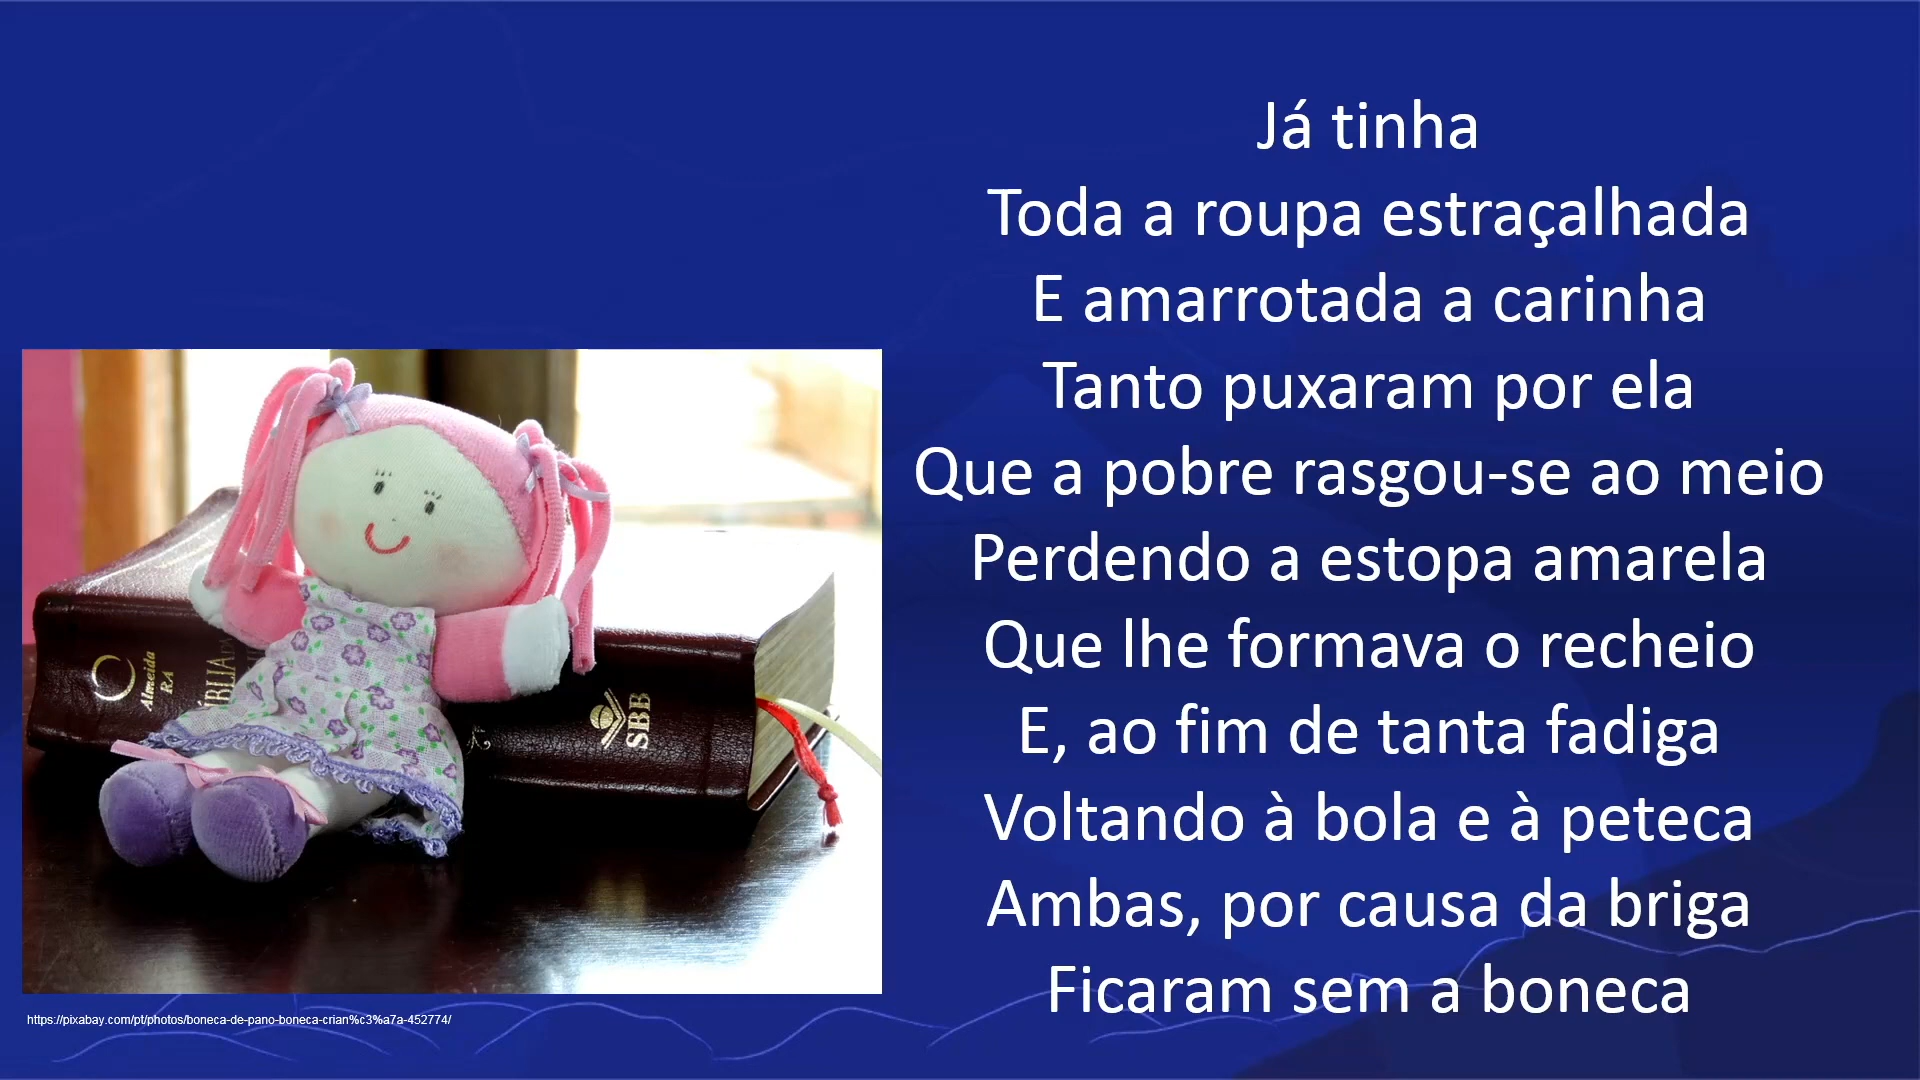 Já tinha
Toda a roupa estraçalhada
E amarrotada a carinha
Tanto puxaram por ela
Que a pobre rasgou-se ao meio
Perdendo a estopa amarela
Que lhe formava o recheio
E, ao fim de tanta fadiga
Voltando à bola e à peteca
Ambas, por causa da briga
Ficaram sem a boneca
Almeida
RA
SBB
https://pixabay.com/pt/photos/boneca-de-pano-boneca-crian%c3%a7a-452774/